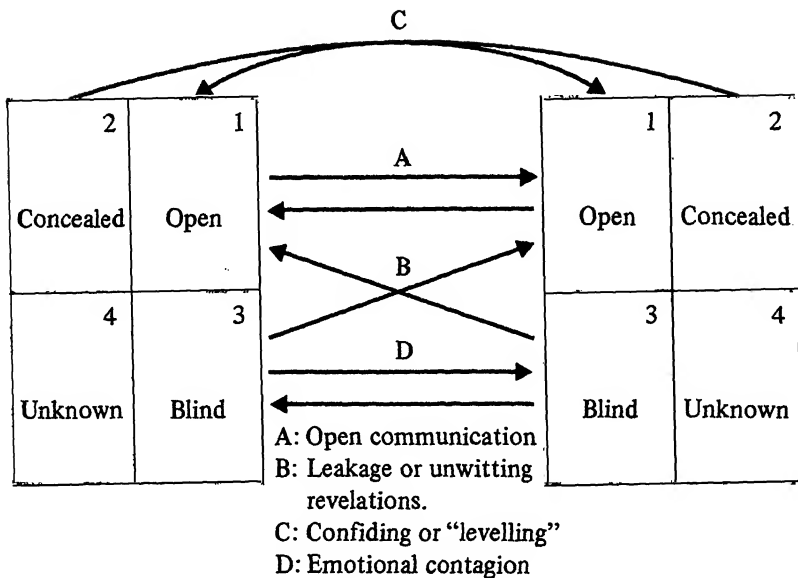 C
2 1 1 2
A
Concealed Open Open Concealed
B
4 3 3 4
D
Unknown Blind Blind Unknown
A: Open communication
B: Leakage or unwitting
revelations.
C: Confiding or “levelling”
D: Emotional contagion